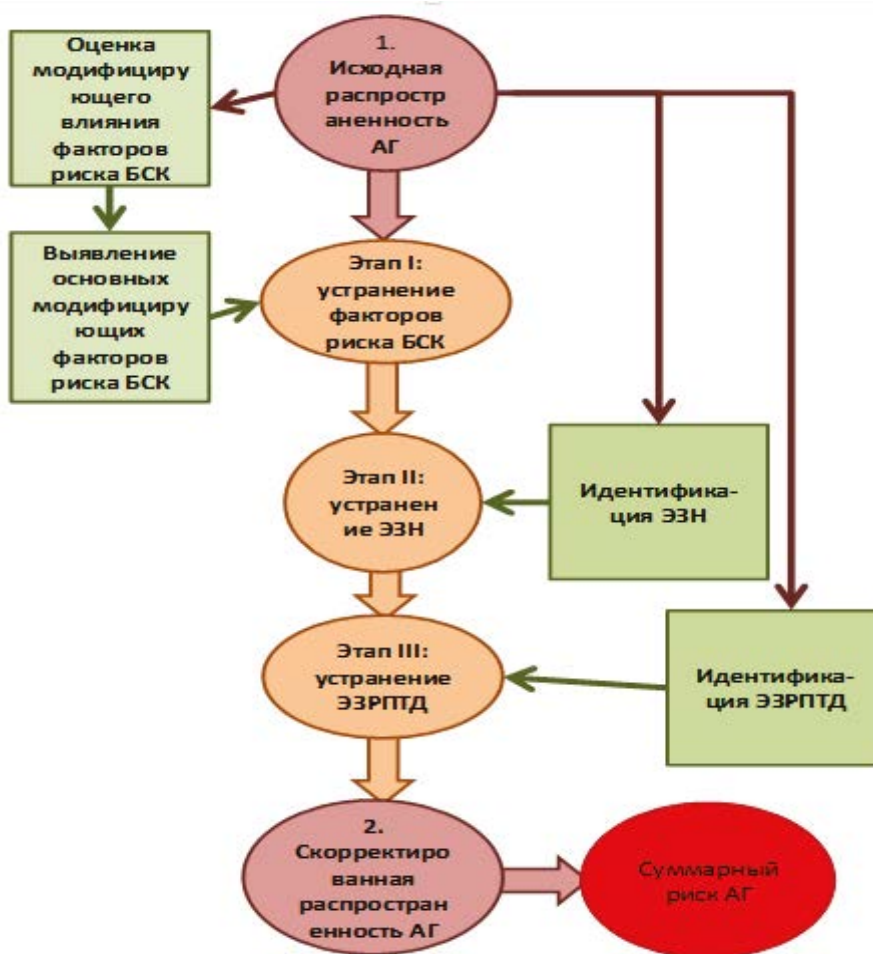 Оценка
модифициру
ющего
влияния
факторов
риска БСК
1.
Исходная
распростр
аненность
АГ
Выявление
основных
модифициру
ющих
факторов
риска БСК
Этап I:
устранение
факторов
риска БСК
Этап II:
устранен
ие ЭЗН
Идентифика-
ция ЭЗН
Этап III:
устранение
ЭЗРПТД
Идентифика-
ция ЭЗРПТД
2.
Скорректиро
ванная
распростран
енность АГ
Суммарный
риск АГ